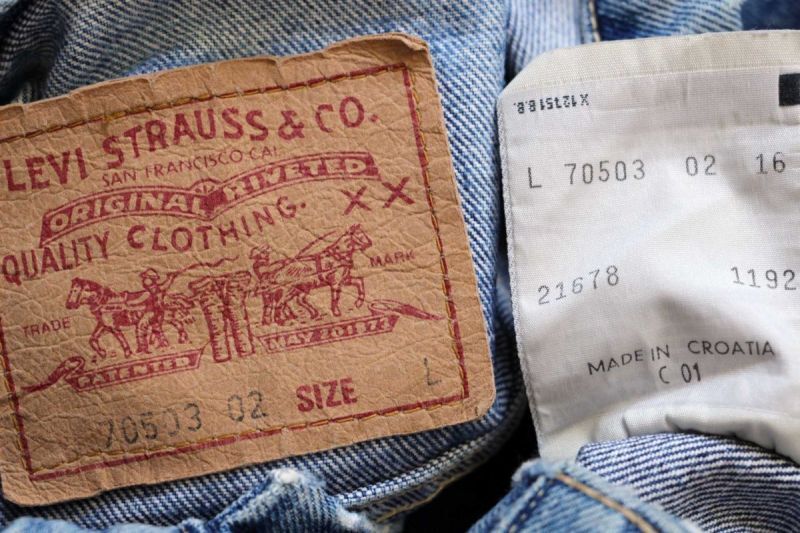 LEVI STRAUSS & CO.
SAN FRANCISCO CAL
ORIGINAL RIVETED
QUALITY CLOTHING.
XX
TRADE MARK
PATENTED MAY 20 1873
70503 02 SIZE L
X 12751 B.B.
L 70503 02 16
21678 1192
MADE IN CROATIA
C 01